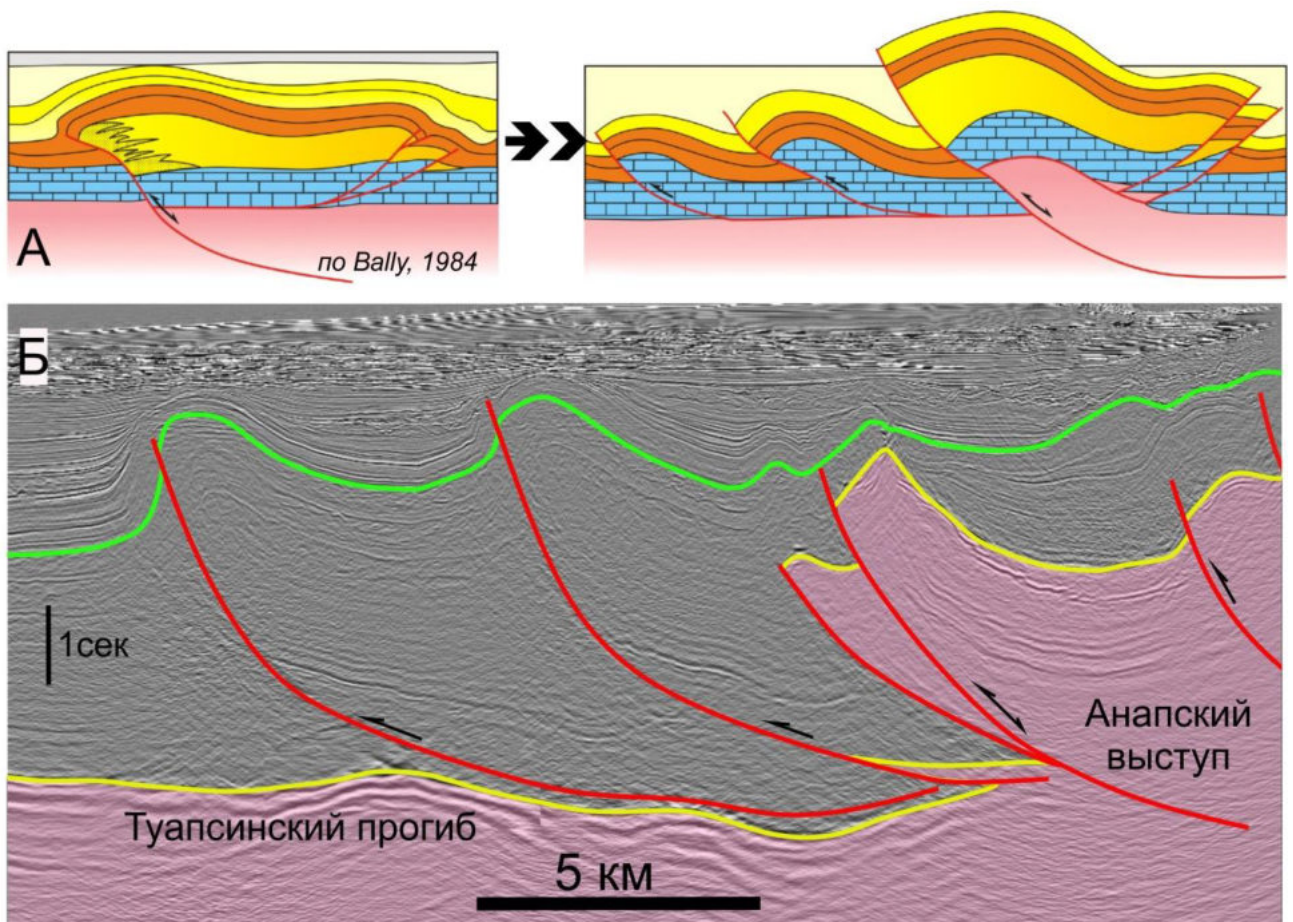 А
по Bally, 1984
Б
1сек
Анапский
выступ
Туапсинский прогиб
5 км